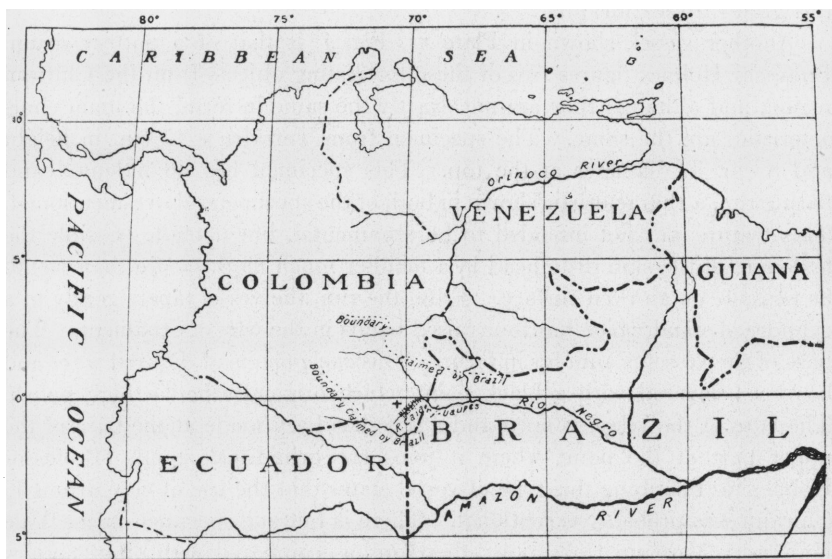 80° 75° 70° 65° 60° 55°
CARIBBEAN SEA
10°
Orinoco River
VENEZUELA
PACIFIC OCEAN
5°
COLOMBIA
GUIANA
Boundary Claimed by Brazil
Boundary Claimed by Brazil
0°
Uaupes
Rio Negro
BRAZIL
ECUADOR
AMAZON RIVER
5°